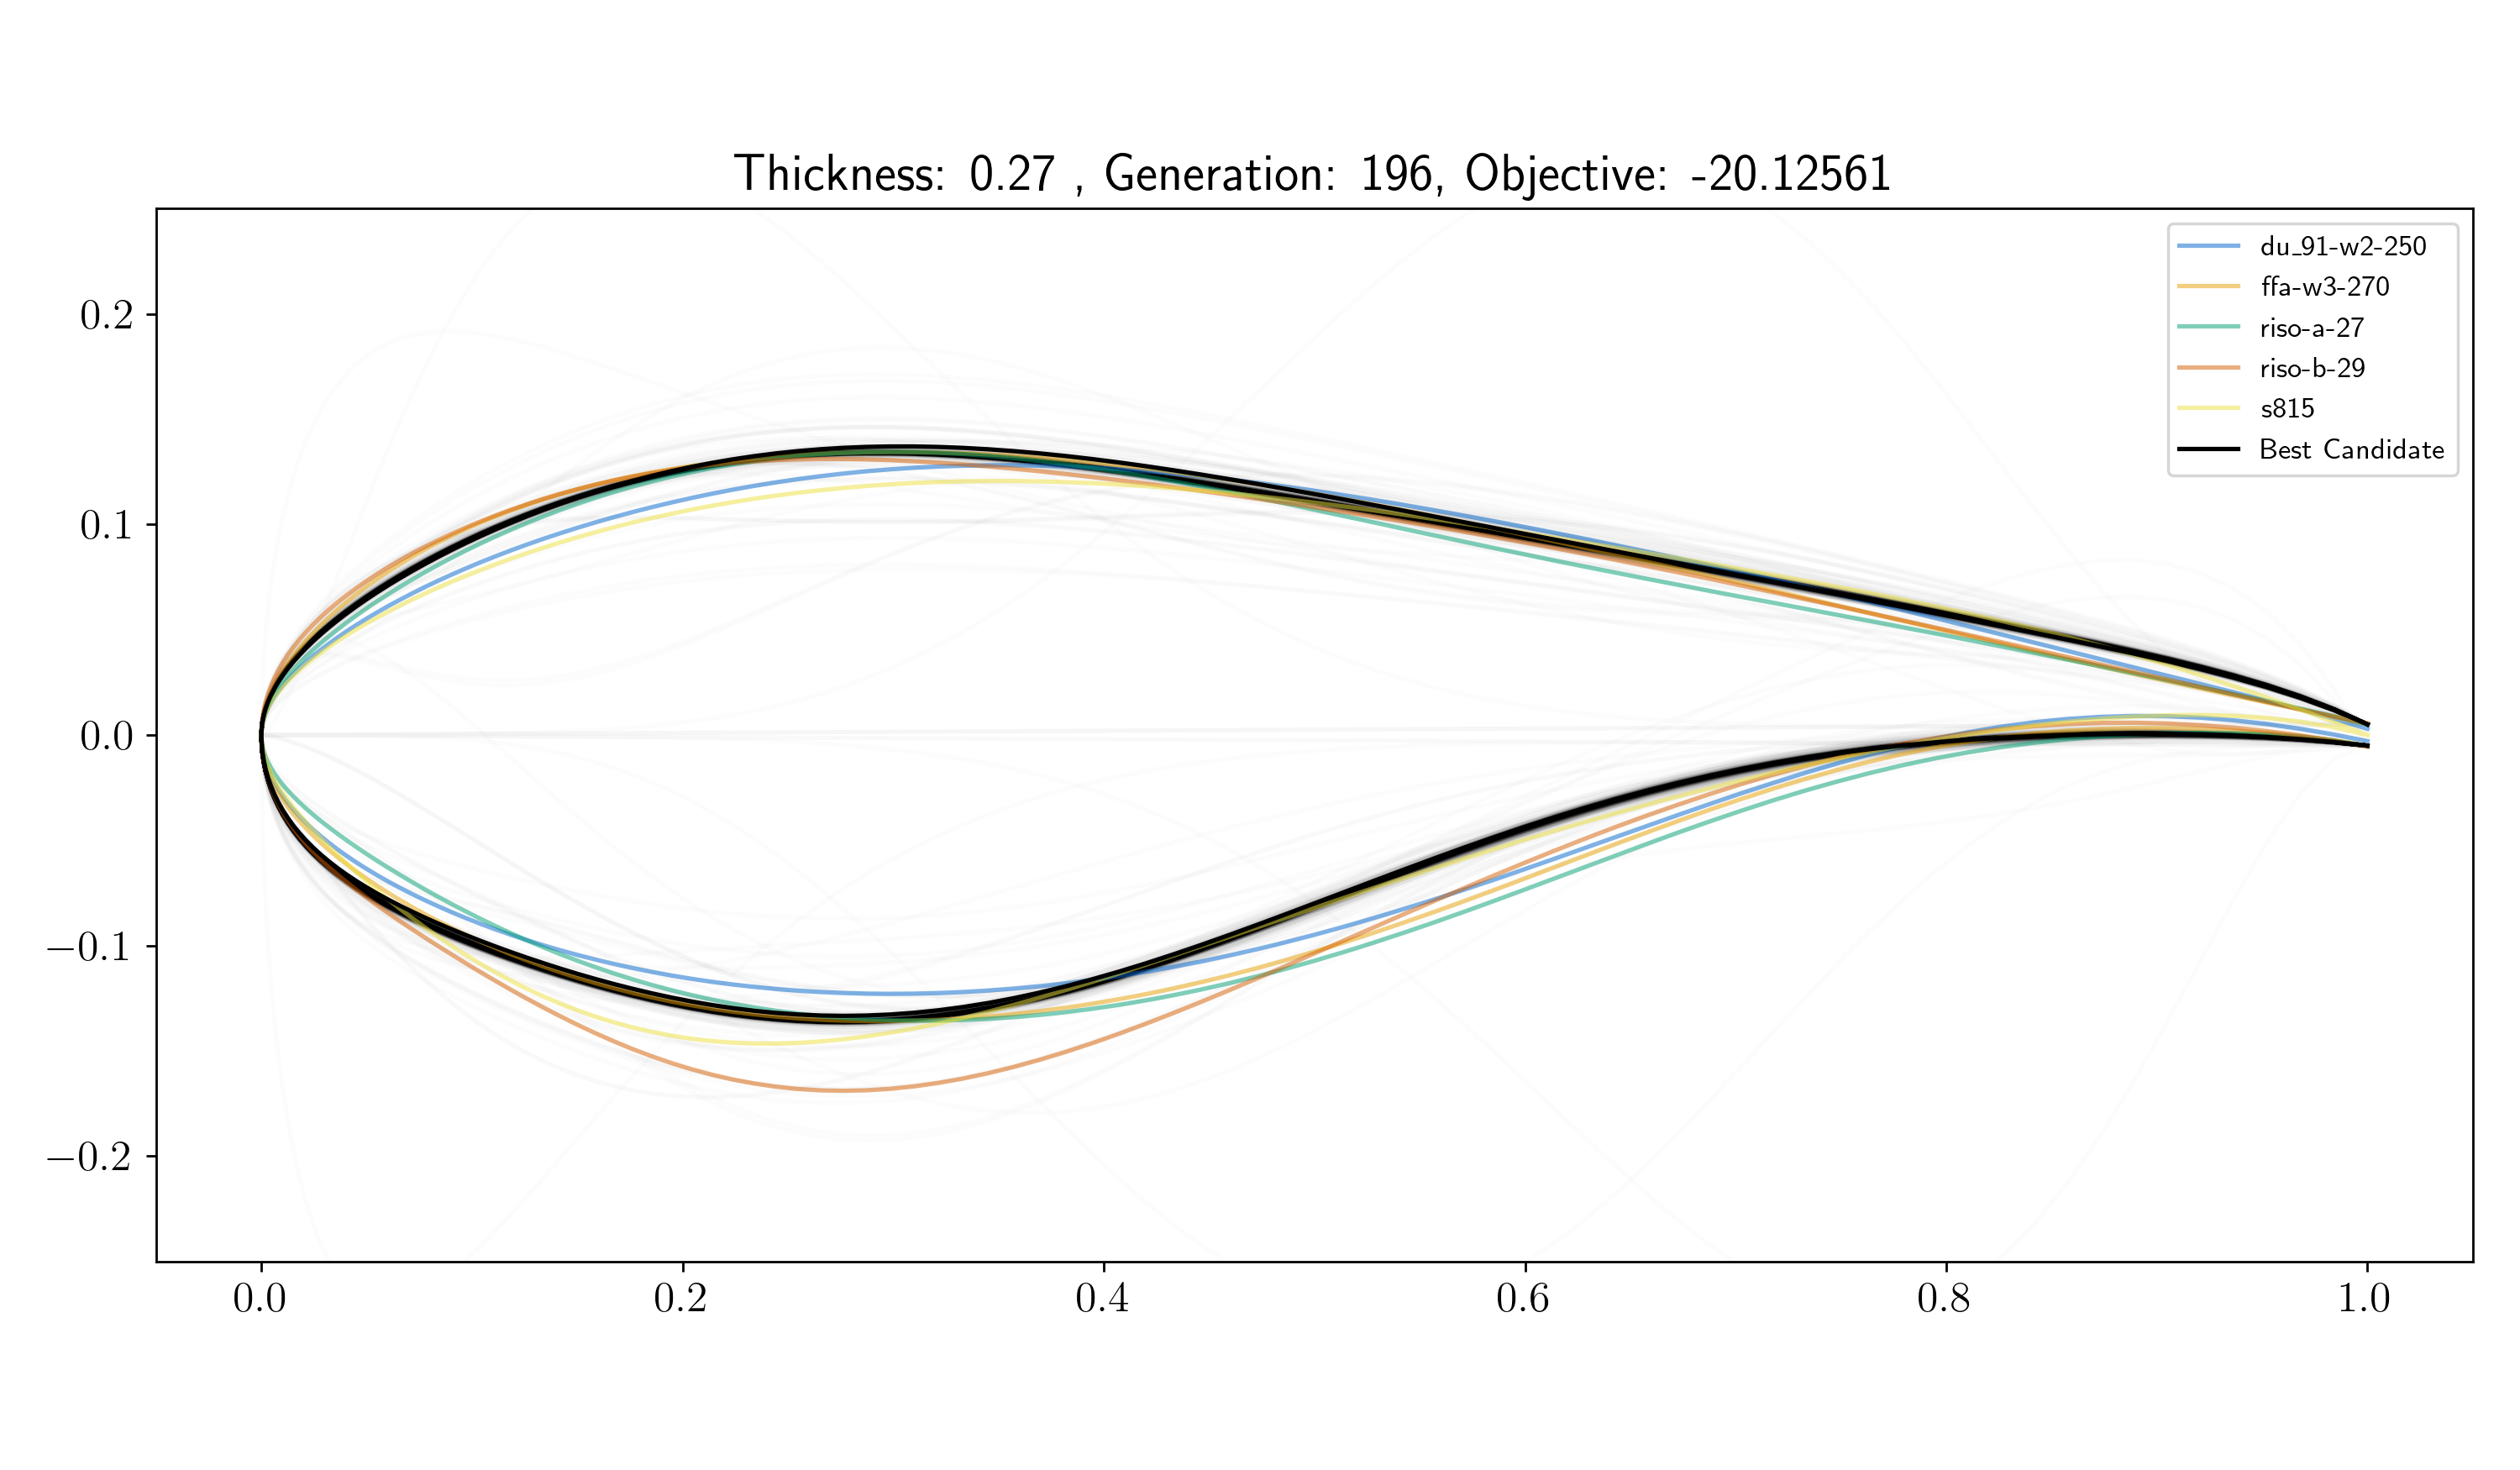 Thickness: 0.27 , Generation: 196, Objective: -20.12561
du_91-w2-250
ffa-w3-270
riso-a-27
riso-b-29
s815
Best Candidate
0.2
0.1
0.0
−0.1
−0.2
0.0 0.2 0.4 0.6 0.8 1.0